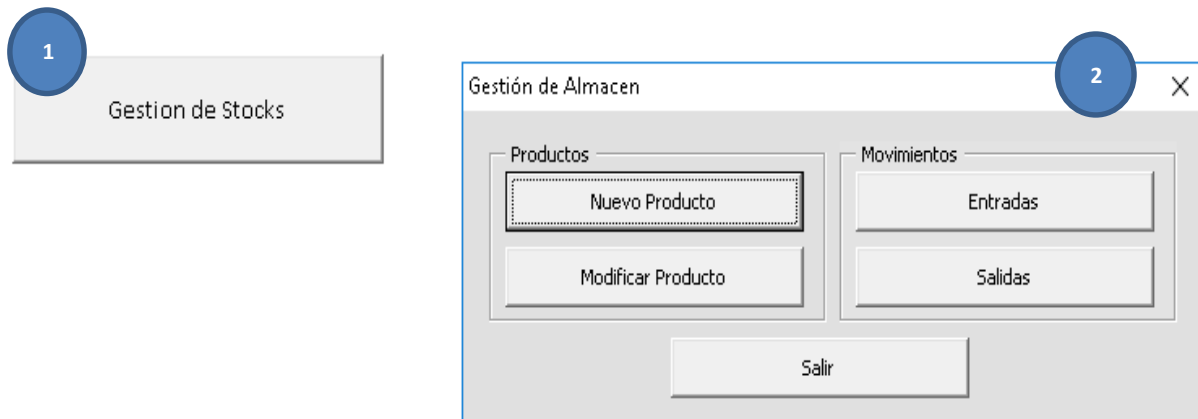 1
Gestion de Stocks
2
Gestión de Almacen
Productos
Nuevo Producto
Modificar Producto
Movimientos
Entradas
Salidas
Salir